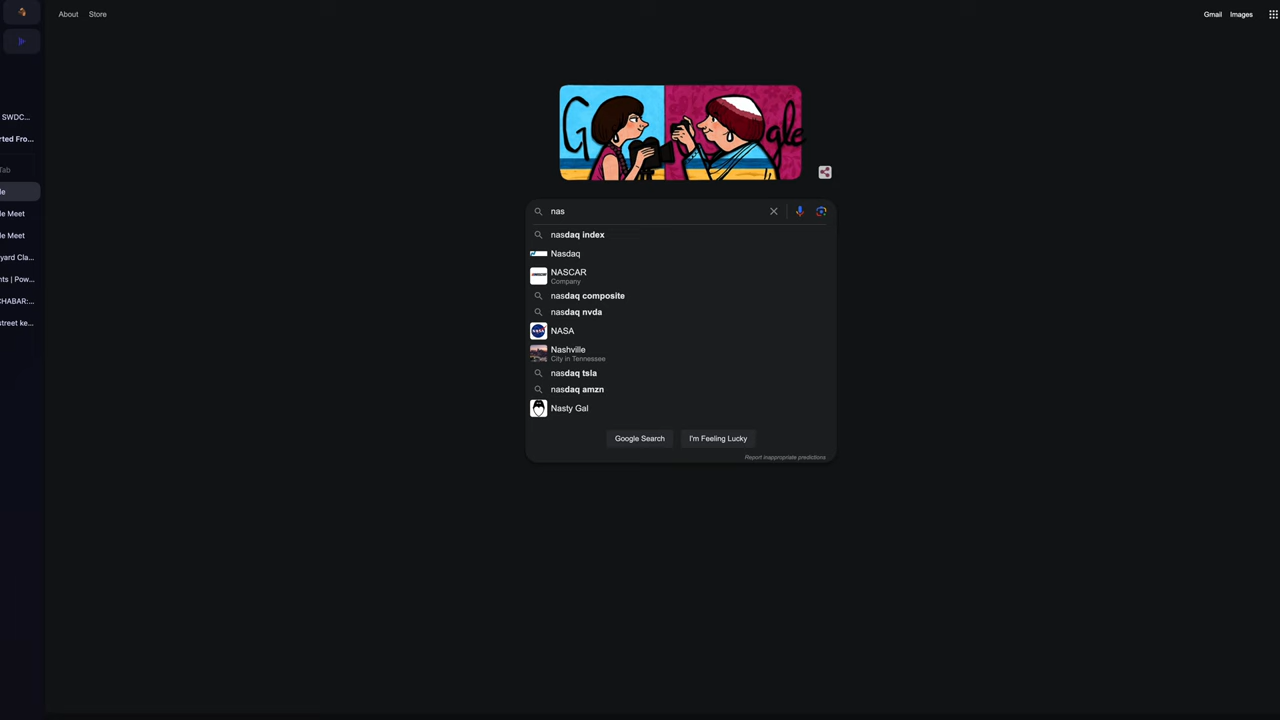 About
Store
Gmail
Images
SWDC...
rted Fro...
Tab
le
le Meet
le Meet
yard Cla...
nts | Pow...
CHABAR:...
street ke...
G
gle
nas
nasdaq index
Nasdaq
NASCAR
Company
nasdaq composite
nasdaq nvda
NASA
Nashville
City in Tennessee
nasdaq tsla
nasdaq amzn
Nasty Gal
Google Search
I'm Feeling Lucky
Report inappropriate predictions